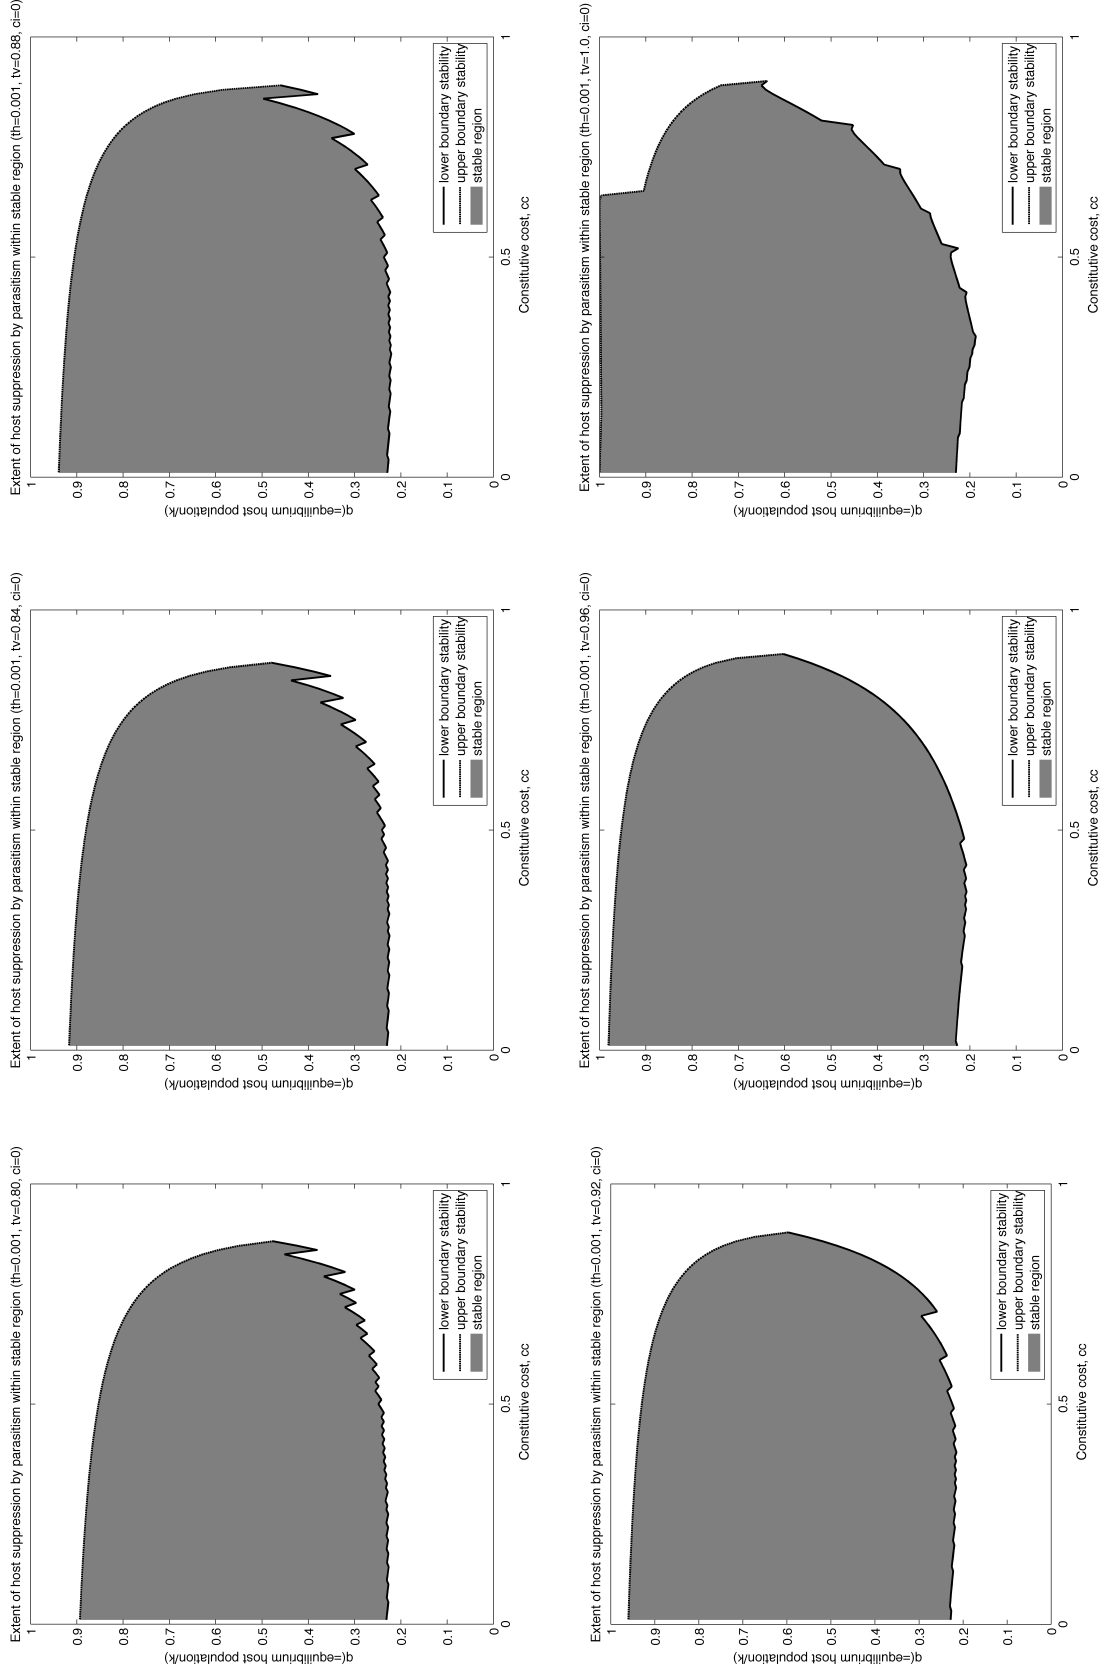 Extent of host suppression by parasitism within stable region (th=0.001, tv=0.80, ci=0)
q(=equilibrium host population/k)
1
0.9
0.8
0.7
0.6
0.5
0.4
0.3
0.2
0.1
0
lower boundary stability
upper boundary stability
stable region
0
0.5
1
Constitutive cost, cc
Extent of host suppression by parasitism within stable region (th=0.001, tv=0.84, ci=0)
q(=equilibrium host population/k)
1
0.9
0.8
0.7
0.6
0.5
0.4
0.3
0.2
0.1
0
lower boundary stability
upper boundary stability
stable region
0
0.5
1
Constitutive cost, cc
Extent of host suppression by parasitism within stable region (th=0.001, tv=0.88, ci=0)
q(=equilibrium host population/k)
1
0.9
0.8
0.7
0.6
0.5
0.4
0.3
0.2
0.1
0
lower boundary stability
upper boundary stability
stable region
0
0.5
1
Constitutive cost, cc
Extent of host suppression by parasitism within stable region (th=0.001, tv=0.92, ci=0)
q(=equilibrium host population/k)
1
0.9
0.8
0.7
0.6
0.5
0.4
0.3
0.2
0.1
0
lower boundary stability
upper boundary stability
stable region
0
0.5
1
Constitutive cost, cc
Extent of host suppression by parasitism within stable region (th=0.001, tv=0.96, ci=0)
q(=equilibrium host population/k)
1
0.9
0.8
0.7
0.6
0.5
0.4
0.3
0.2
0.1
0
lower boundary stability
upper boundary stability
stable region
0
0.5
1
Constitutive cost, cc
Extent of host suppression by parasitism within stable region (th=0.001, tv=1.0, ci=0)
q(=equilibrium host population/k)
1
0.9
0.8
0.7
0.6
0.5
0.4
0.3
0.2
0.1
0
lower boundary stability
upper boundary stability
stable region
0
0.5
1
Constitutive cost, cc